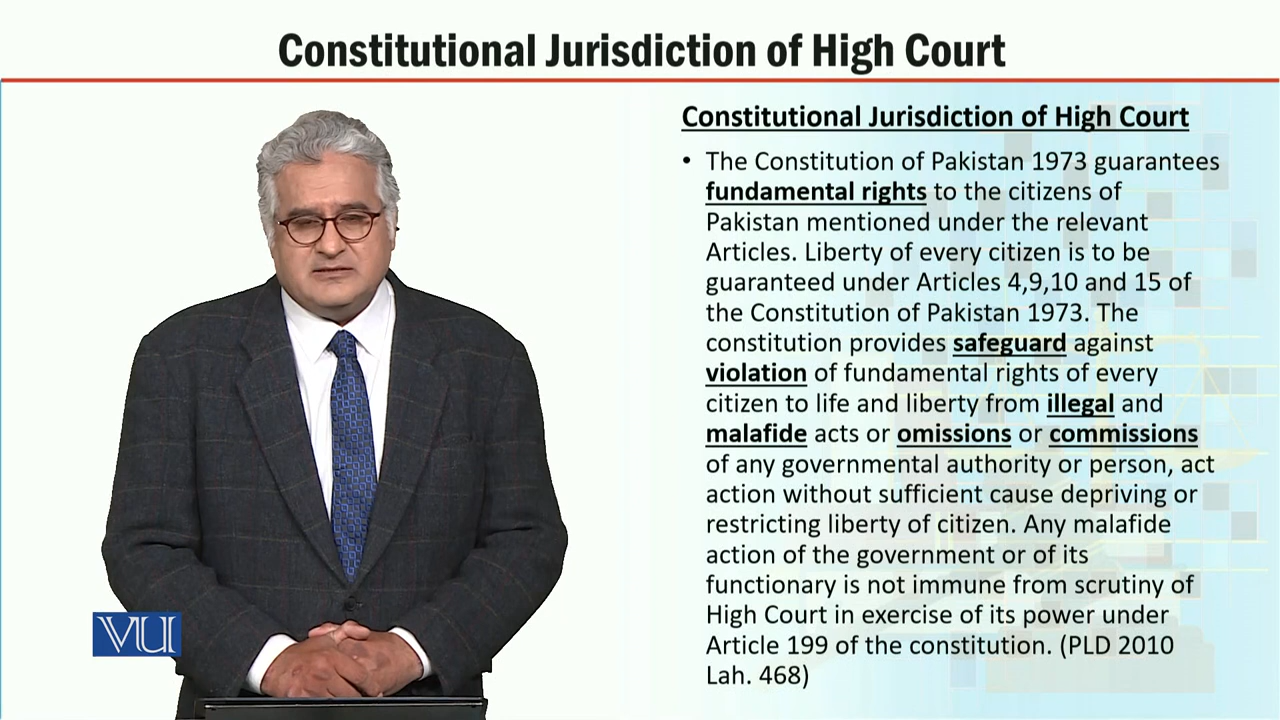 Constitutional Jurisdiction of High Court
Constitutional Jurisdiction of High Court
• The Constitution of Pakistan 1973 guarantees
fundamental rights to the citizens of
Pakistan mentioned under the relevant
Articles. Liberty of every citizen is to be
guaranteed under Articles 4,9,10 and 15 of
the Constitution of Pakistan 1973. The
constitution provides safeguard against
violation of fundamental rights of every
citizen to life and liberty from illegal and
malafide acts or omissions or commissions
of any governmental authority or person, act
action without sufficient cause depriving or
restricting liberty of citizen. Any malafide
action of the government or of its
functionary is not immune from scrutiny of
High Court in exercise of its power under
Article 199 of the constitution. (PLD 2010
Lah. 468)
VU